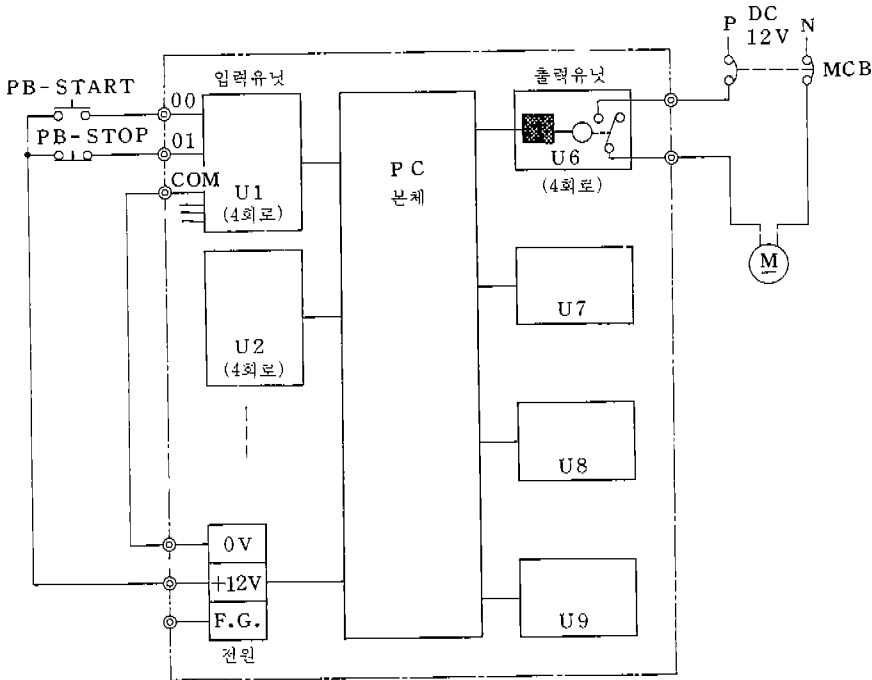 P DC N
12V
MCB
입력유닛
출력유닛
PB-START
00
PB-STOP
01
COM
U1
(4회로)
PC
본체
U6
(4회로)
M
U2
(4회로)
U7
U8
0V
+12V
F.G.
전원
U9